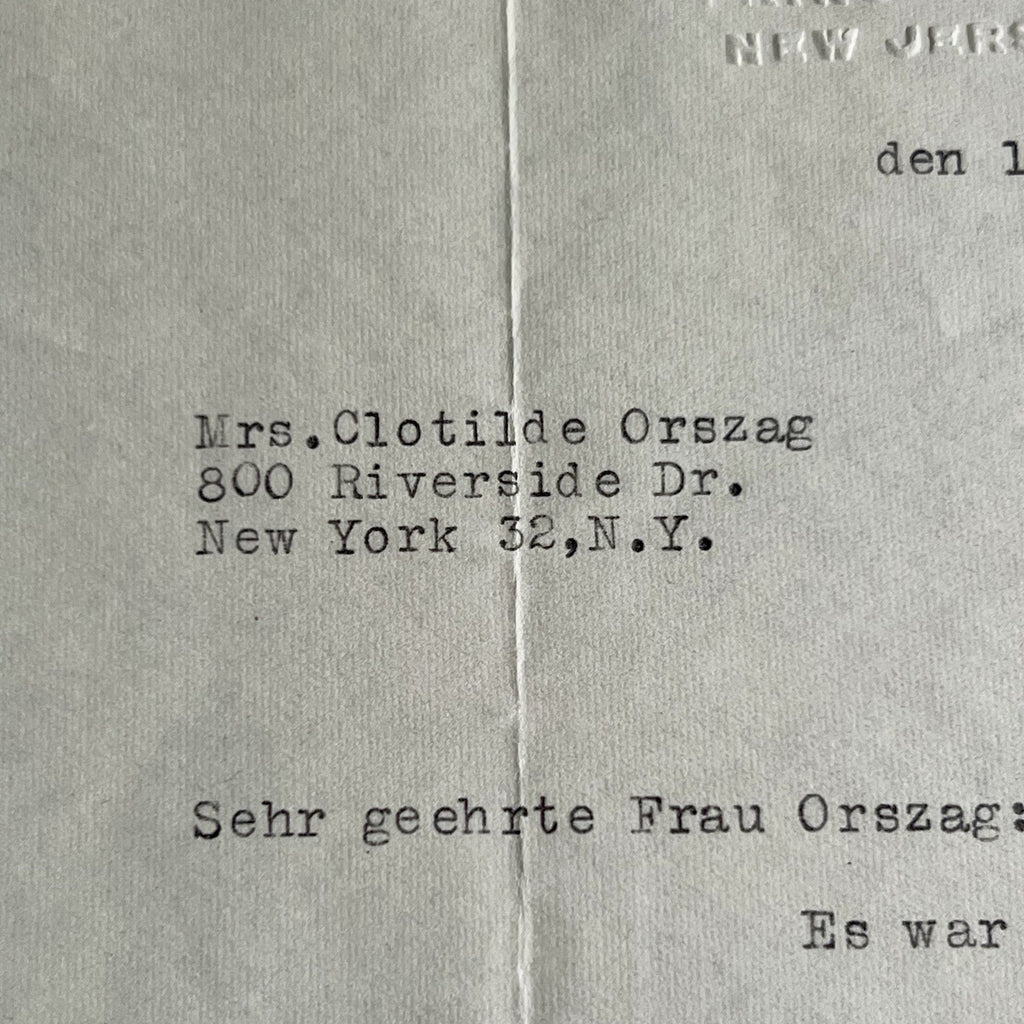 NEW JERS
den 1
Mrs.Clotilde Orszag
800 Riverside Dr.
New York 32,N.Y.
Sehr geehrte Frau Orszag:
Es war